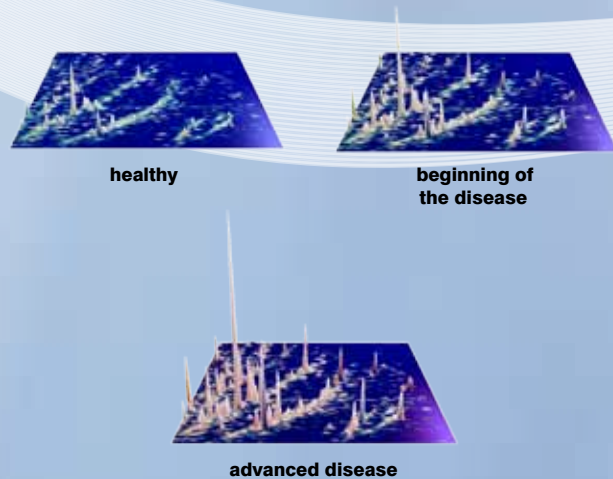 healthy
beginning of
the disease
advanced disease